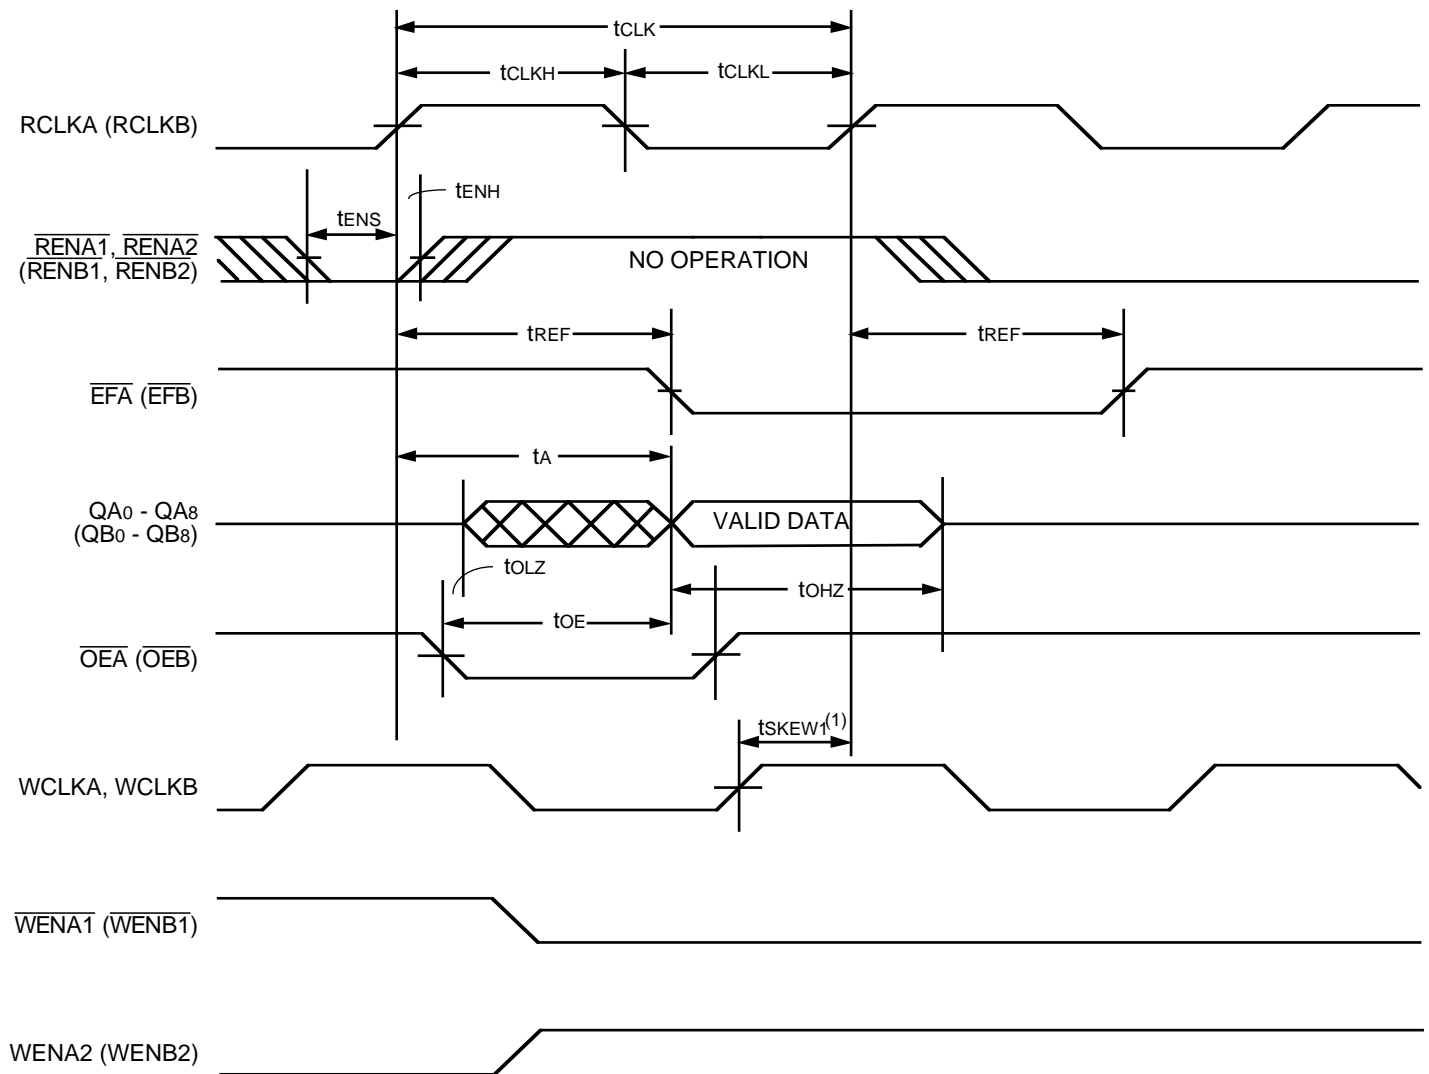 tCLK
tCLKH
tCLKL
RCLKA (RCLKB)
tENH
tENS
RENA1, RENA2
(RENB1, RENB2)
NO OPERATION
tREF
tREF
EFA (EFB)
tA
QA0 - QA8
(QB0 - QB8)
VALID DATA
tOLZ
tOHZ
tOE
OEA (OEB)
tSKEW1(1)
WCLKA, WCLKB
WENA1 (WENB1)
WENA2 (WENB2)